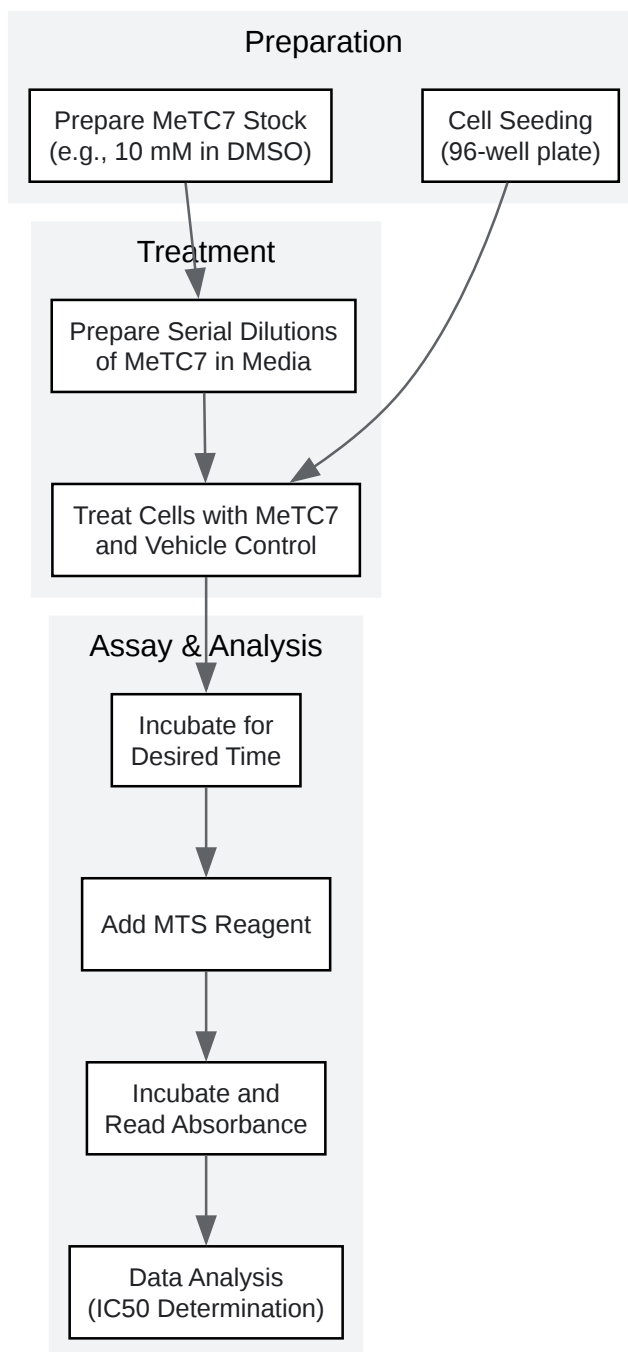 Preparation
Prepare MeTC7 Stock
(e.g., 10 mM in DMSO)
Cell Seeding
(96-well plate)
Treatment
Prepare Serial Dilutions
of MeTC7 in Media
Treat Cells with MeTC7
and Vehicle Control
Assay & Analysis
Incubate for
Desired Time
Add MTS Reagent
Incubate and
Read Absorbance
Data Analysis
(IC50 Determination)